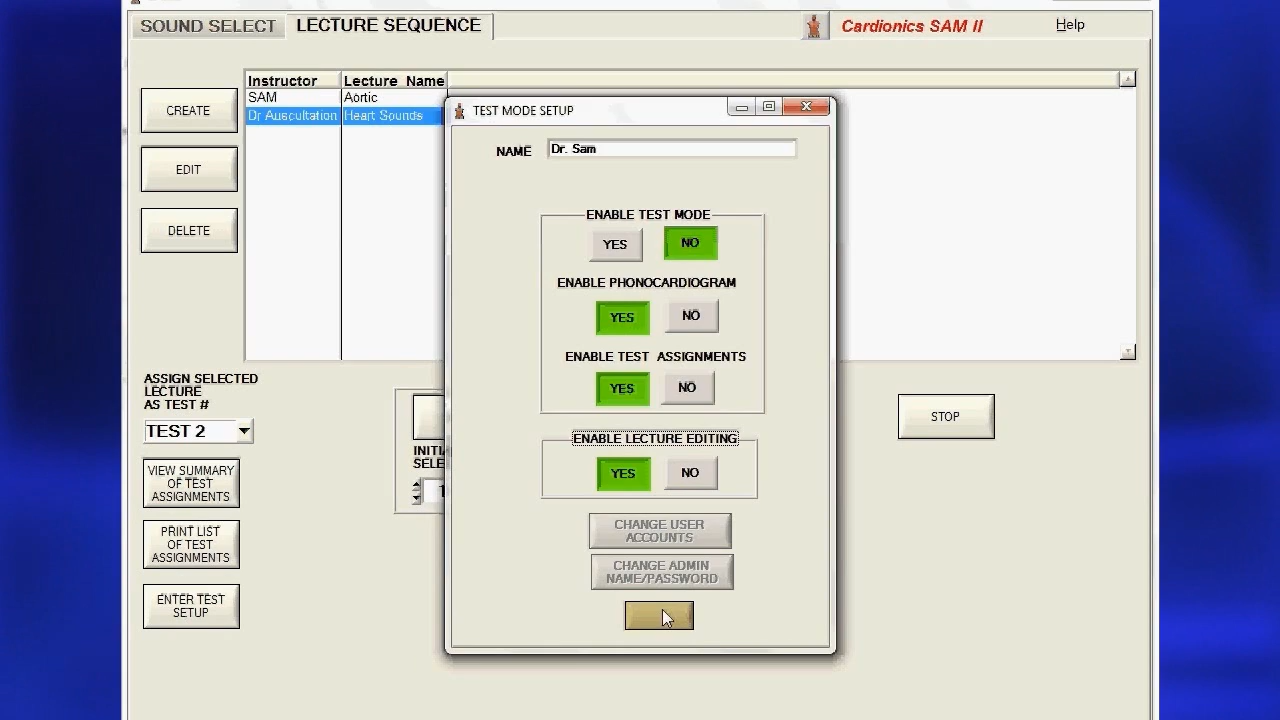 SOUND SELECT
LECTURE SEQUENCE
Cardionics SAM II
Help
Instructor
Lecture Name
SAM
Aortic
Dr Auscultation
Heart Sounds
CREATE
EDIT
DELETE
ASSIGN SELECTED
LECTURE
AS TEST #
TEST 2
VIEW SUMMARY
OF TEST
ASSIGNMENTS
PRINT LIST
OF TEST
ASSIGNMENTS
ENTER TEST
SETUP
INITI
SELE
1
STOP
TEST MODE SETUP
NAME
Dr. Sam
ENABLE TEST MODE
YES
NO
ENABLE PHONOCARDIOGRAM
YES
NO
ENABLE TEST ASSIGNMENTS
YES
NO
ENABLE LECTURE EDITING
YES
NO
CHANGE USER
ACCOUNTS
CHANGE ADMIN
NAME/PASSWORD